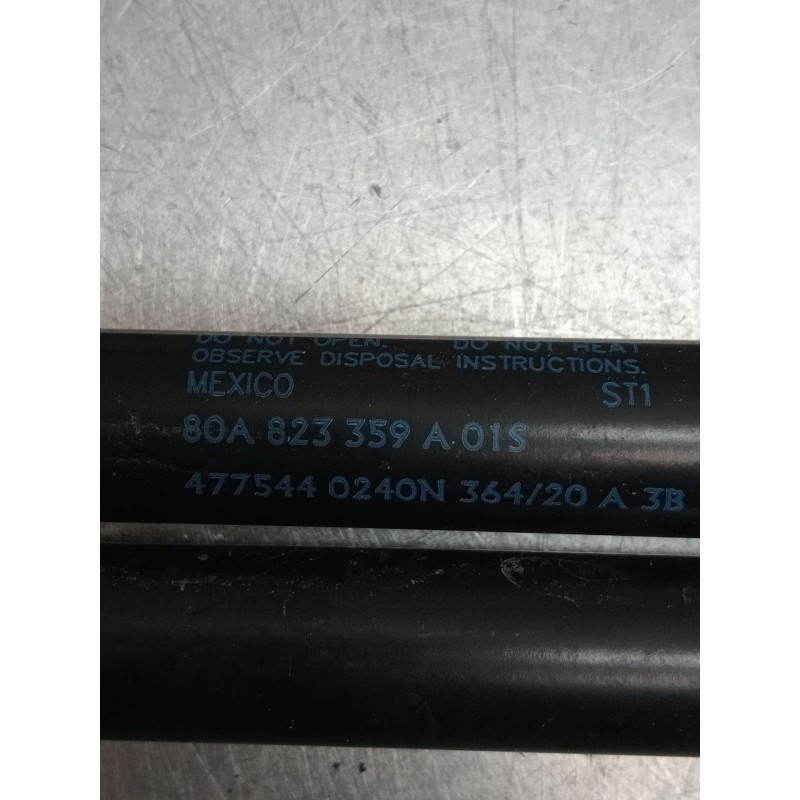 DO NOT OPEN. DO NOT HEAT
OBSERVE DISPOSAL INSTRUCTIONS.
MEXICO ST1
80A 823 359 A 01S
477544 0240N 364/20 A 3B